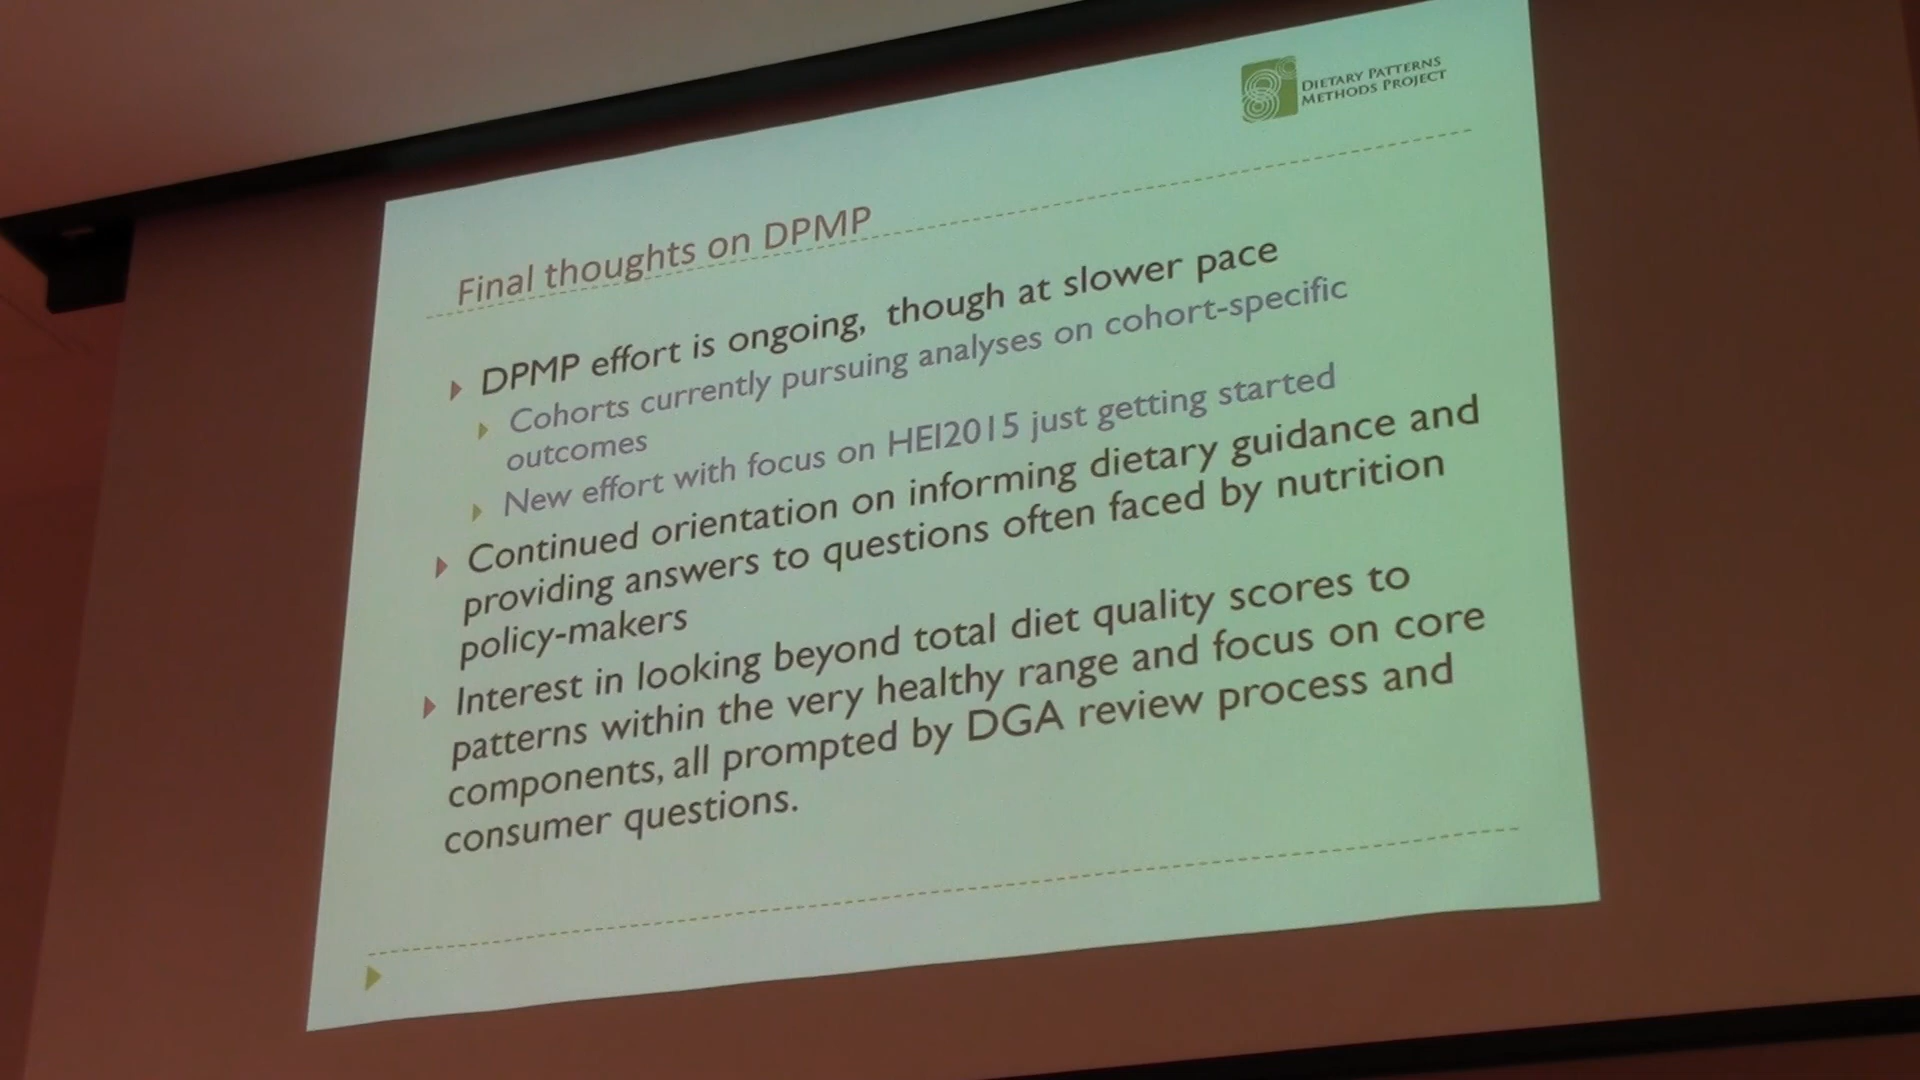 DIETARY PATTERNS
METHODS PROJECT
Final thoughts on DPMP
DPMP effort is ongoing, though at slower pace
Cohorts currently pursuing analyses on cohort-specific
outcomes
New effort with focus on HEI2015 just getting started
Continued orientation on informing dietary guidance and
providing answers to questions often faced by nutrition
policy-makers
Interest in looking beyond total diet quality scores to
patterns within the very healthy range and focus on core
components, all prompted by DGA review process and
consumer questions.